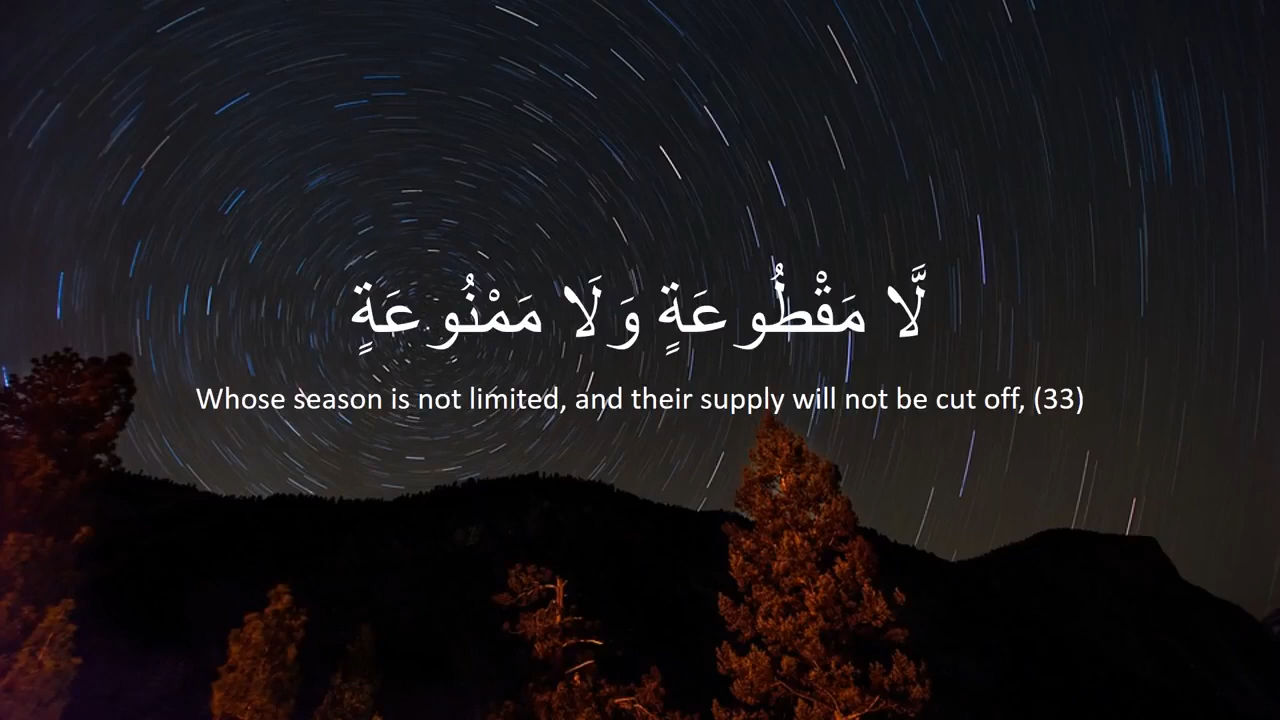 لَّا مَقْطُوعَةٍ وَلَا مَمْنُوعَةٍ
Whose season is not limited, and their supply will not be cut off, (33)